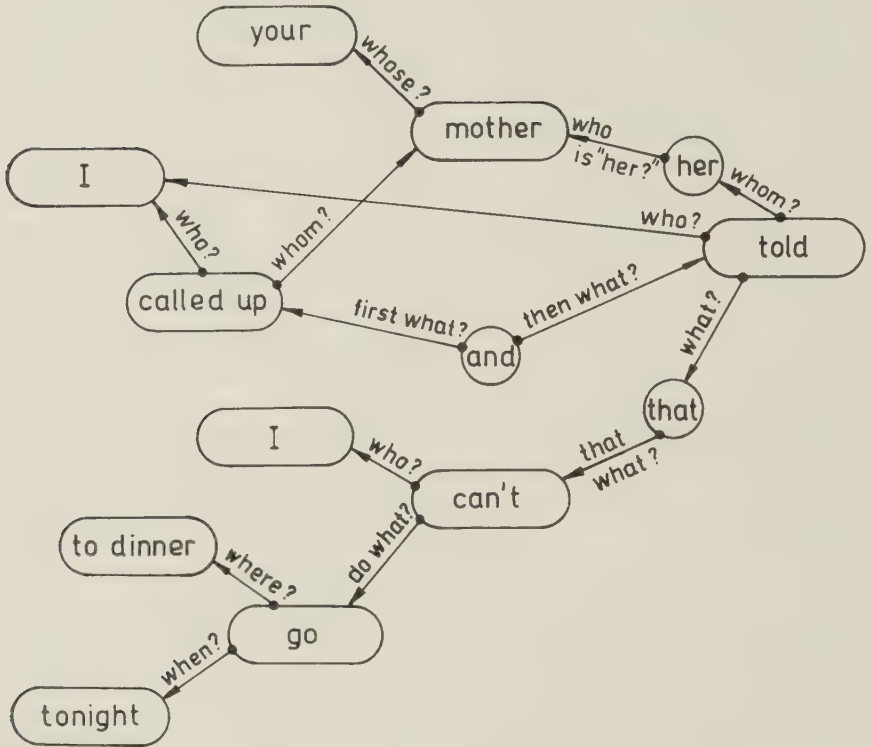 your
whose?
mother
who
is "her?"
her
whom?
I
who?
whom?
who?
told
called up
first what?
and
then what?
what?
that
I
who?
that
what?
can't
do what?
to dinner
where?
go
when?
tonight